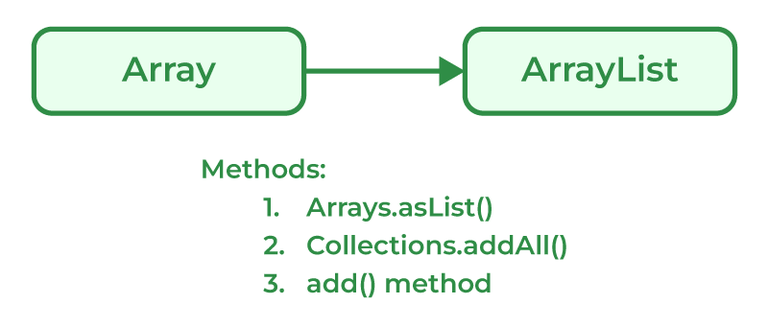 Array
ArrayList
Methods:
1. Arrays.asList()
2. Collections.addAll()
3. add() method